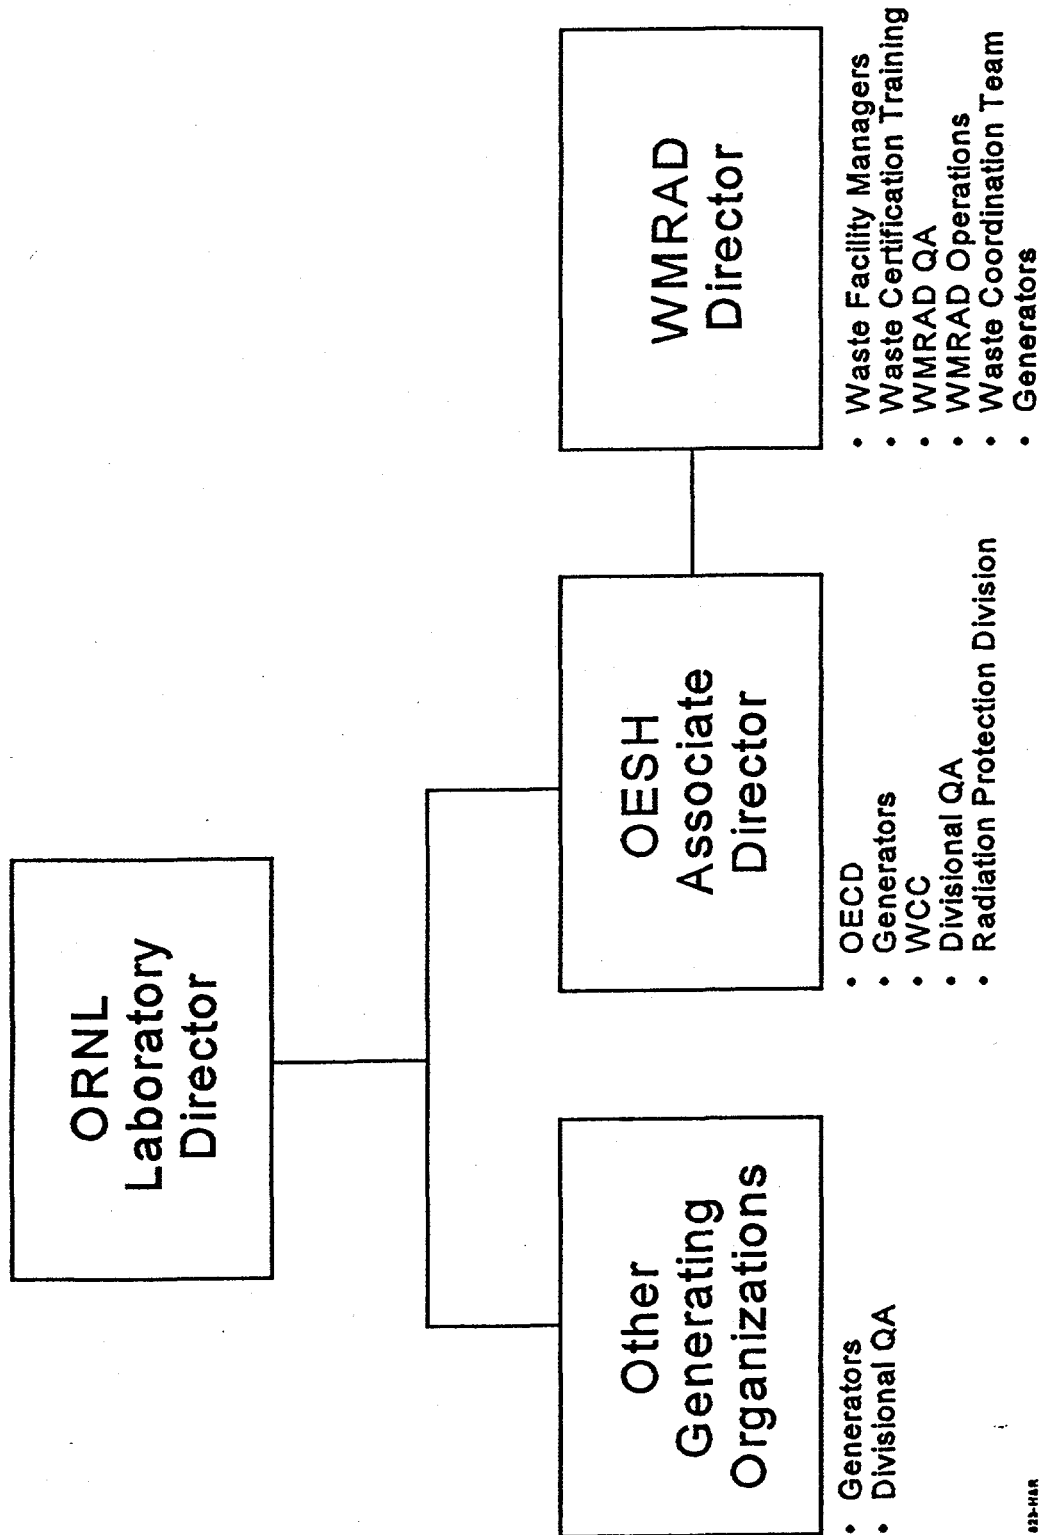 ORNL
Laboratory
Director
Other
Generating
Organizations
• Generators
• Divisional QA
OESH
Associate
Director
• OECD
• Generators
• WCC
• Divisional QA
• Radiation Protection Division
WMRAD
Director
• Waste Facility Managers
• Waste Certification Training
• WMRAD QA
• WMRAD Operations
• Waste Coordination Team
• Generators